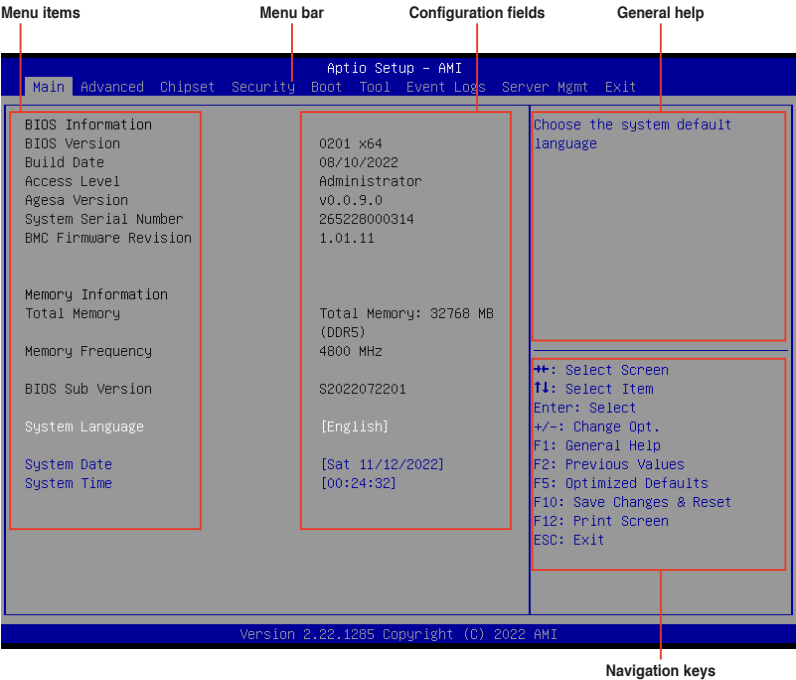 Menu items Menu bar Configuration fields General help
Aptio Setup – AMI
Main Advanced Chipset Security Boot Tool Event Logs Server Mgmt Exit
BIOS Information
BIOS Version 0201 x64
Build Date 08/10/2022
Access Level Administrator
Agesa Version v0.0.9.0
System Serial Number 265228000314
BMC Firmware Revision 1.01.11
Memory Information
Total Memory Total Memory: 32768 MB
(DDR5)
Memory Frequency 4800 MHz
BIOS Sub Version S2022072201
System Language [English]
System Date [Sat 11/12/2022]
System Time [00:24:32]
Choose the system default
language
→←: Select Screen
↑↓: Select Item
Enter: Select
+/-: Change Opt.
F1: General Help
F2: Previous Values
F5: Optimized Defaults
F10: Save Changes & Reset
F12: Print Screen
ESC: Exit
Version 2.22.1285 Copyright (C) 2022 AMI
Navigation keys